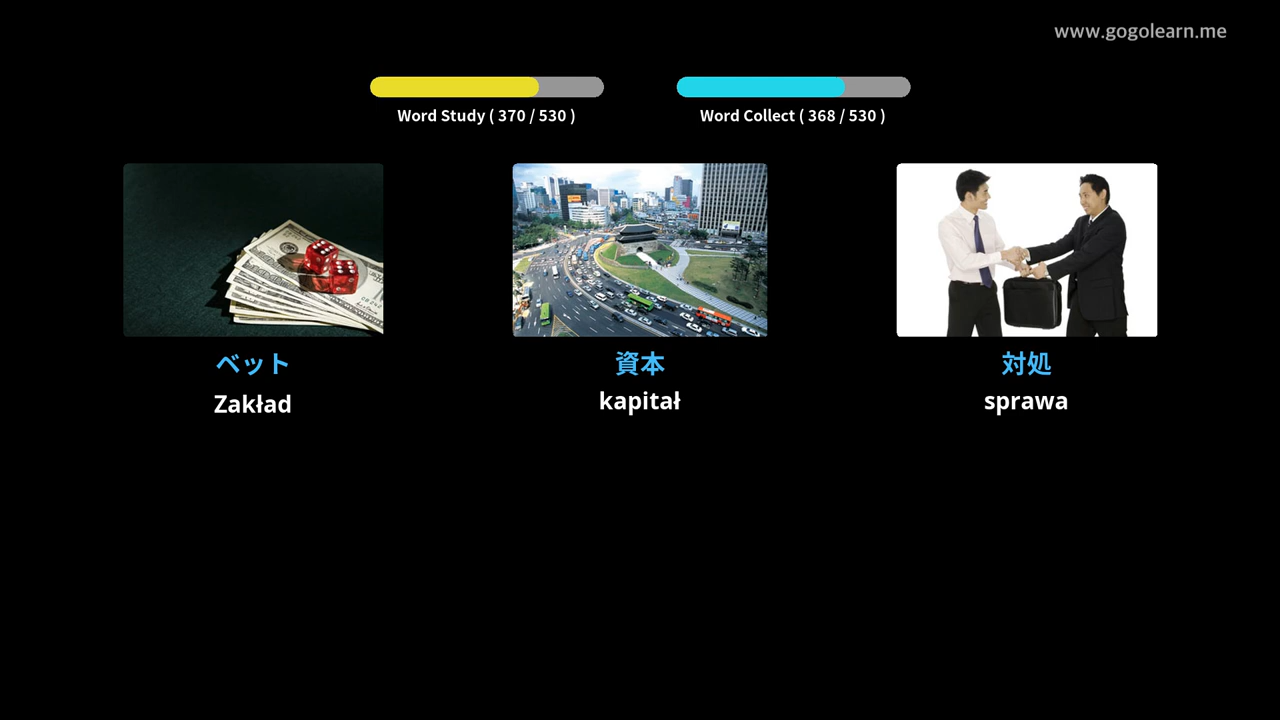 www.gogolearn.me
Word Study ( 370 / 530 )
Word Collect ( 368 / 530 )
ベット
資本
対処
Zakład
kapitał
sprawa